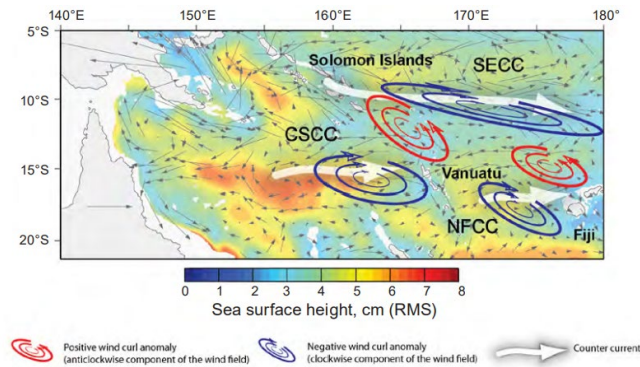 140°E 150°E 160°E 170°E 180°
5°S
Solomon Islands SECC
10°S
CSCC
15°S
Vanuatu
NFCC
20°S
Fiji
0 1 2 3 4 5 6 7 8
Sea surface height, cm (RMS)
Positive wind curl anomaly
(anticlockwise component of the wind field)
Negative wind curl anomaly
(clockwise component of the wind field)
Counter current